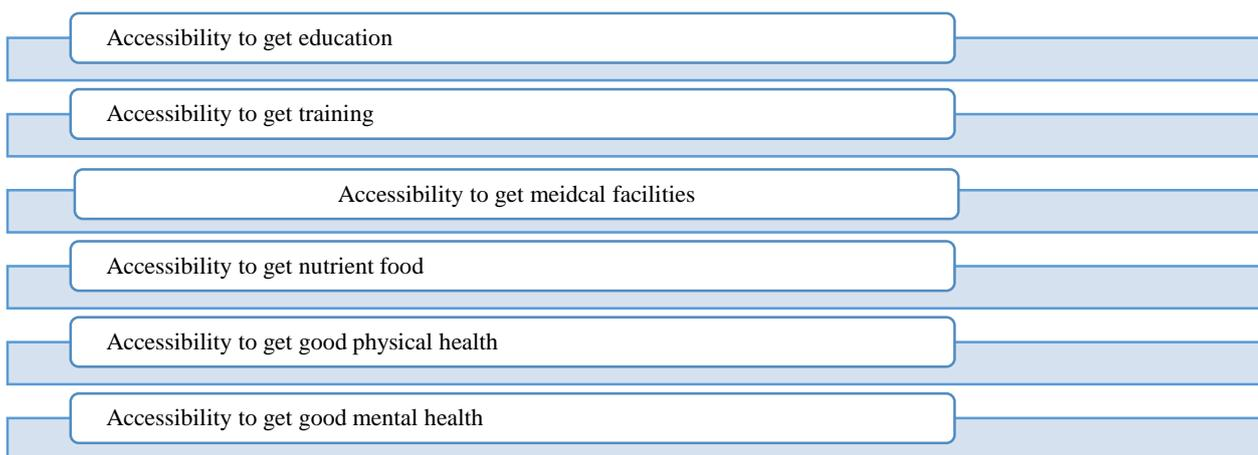 Accessibility to get education
Accessibility to get training
Accessibility to get meidcal facilities
Accessibility to get nutrient food
Accessibility to get good physical health
Accessibility to get good mental health